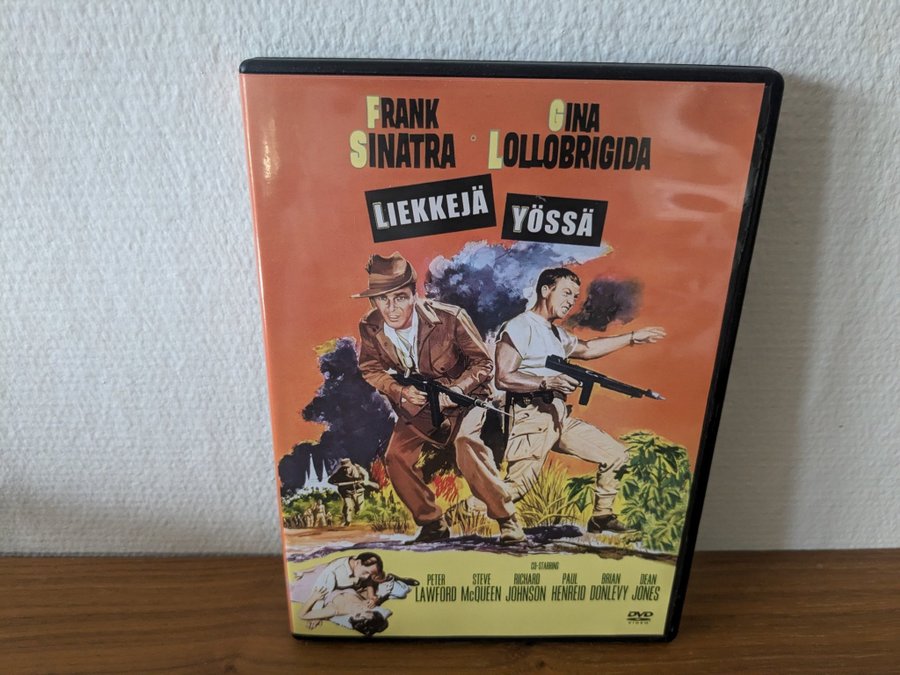 FRANK SINATRA · GINA LOLLOBRIGIDA
LIEKKEJÄ YÖSSÄ
CO-STARRING
PETER LAWFORD STEVE McQUEEN RICHARD JOHNSON PAUL HENREID BRIAN DONLEVY DEAN JONES
DVD
VIDEO